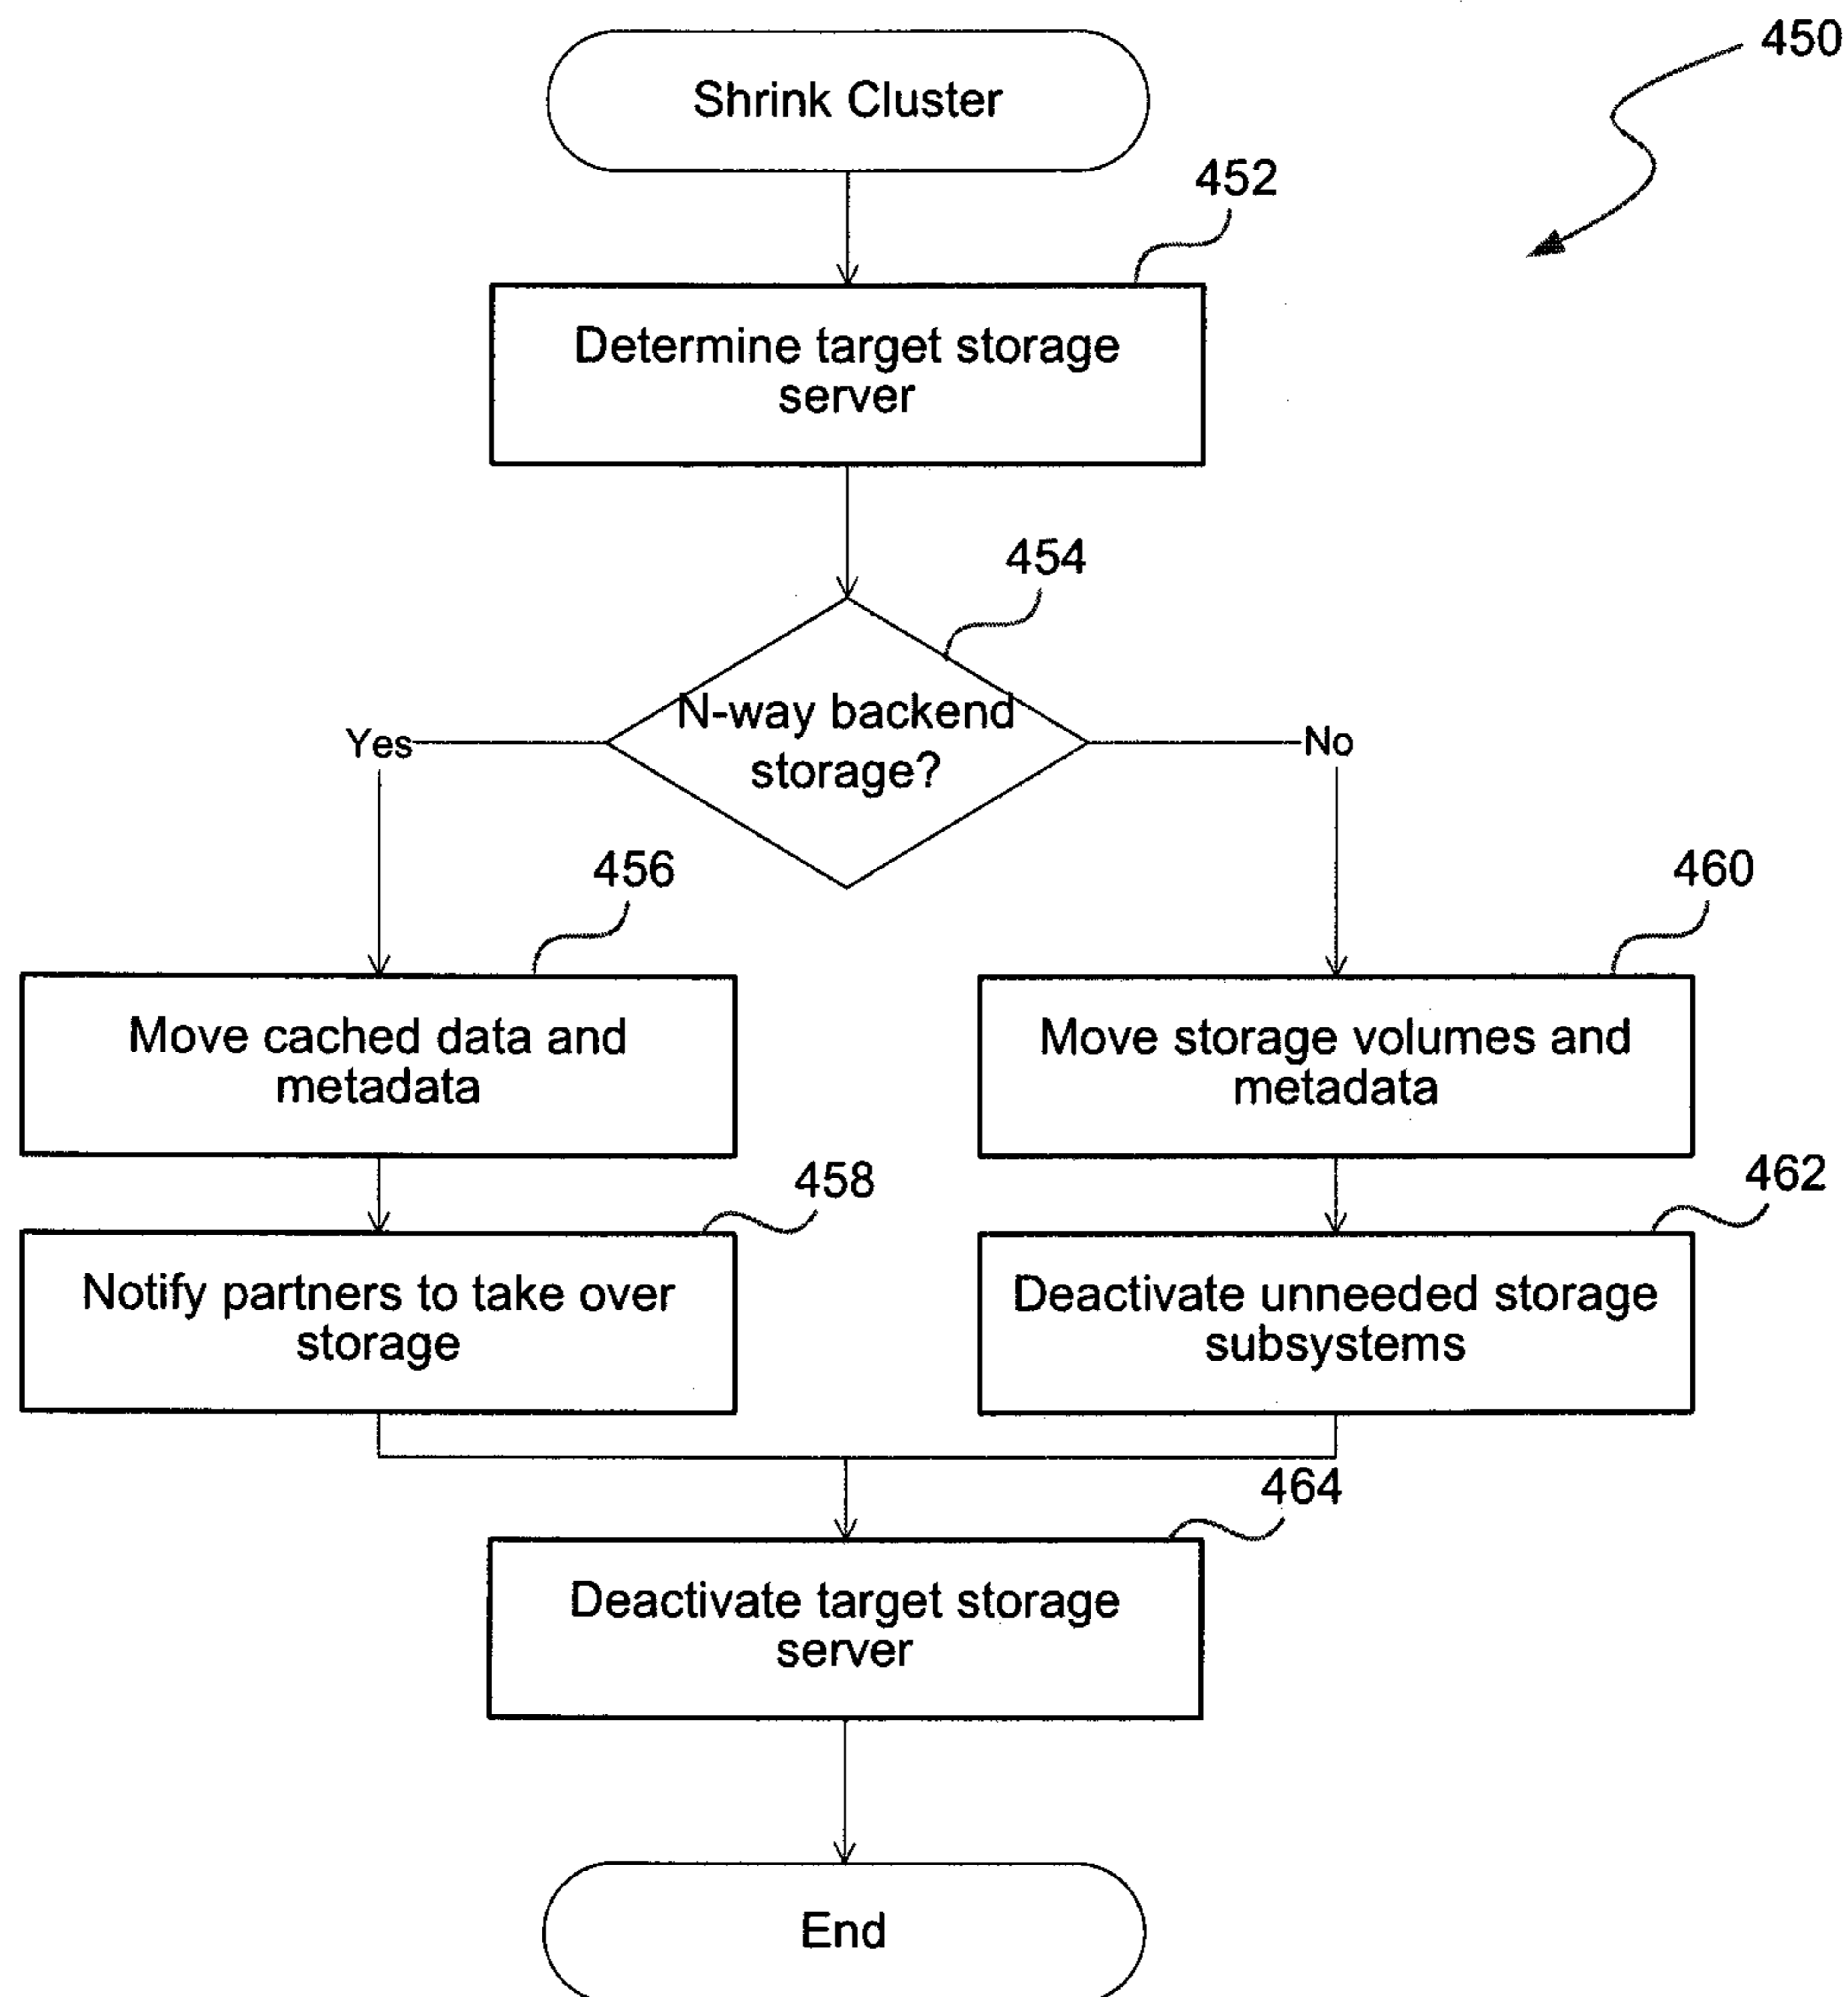 450
Shrink Cluster
452
Determine target storage
server
454
N-way backend
storage?
Yes
No
456
460
Move cached data and
metadata
Move storage volumes and
metadata
458
462
Notify partners to take over
storage
Deactivate unneeded storage
subsystems
464
Deactivate target storage
server
End